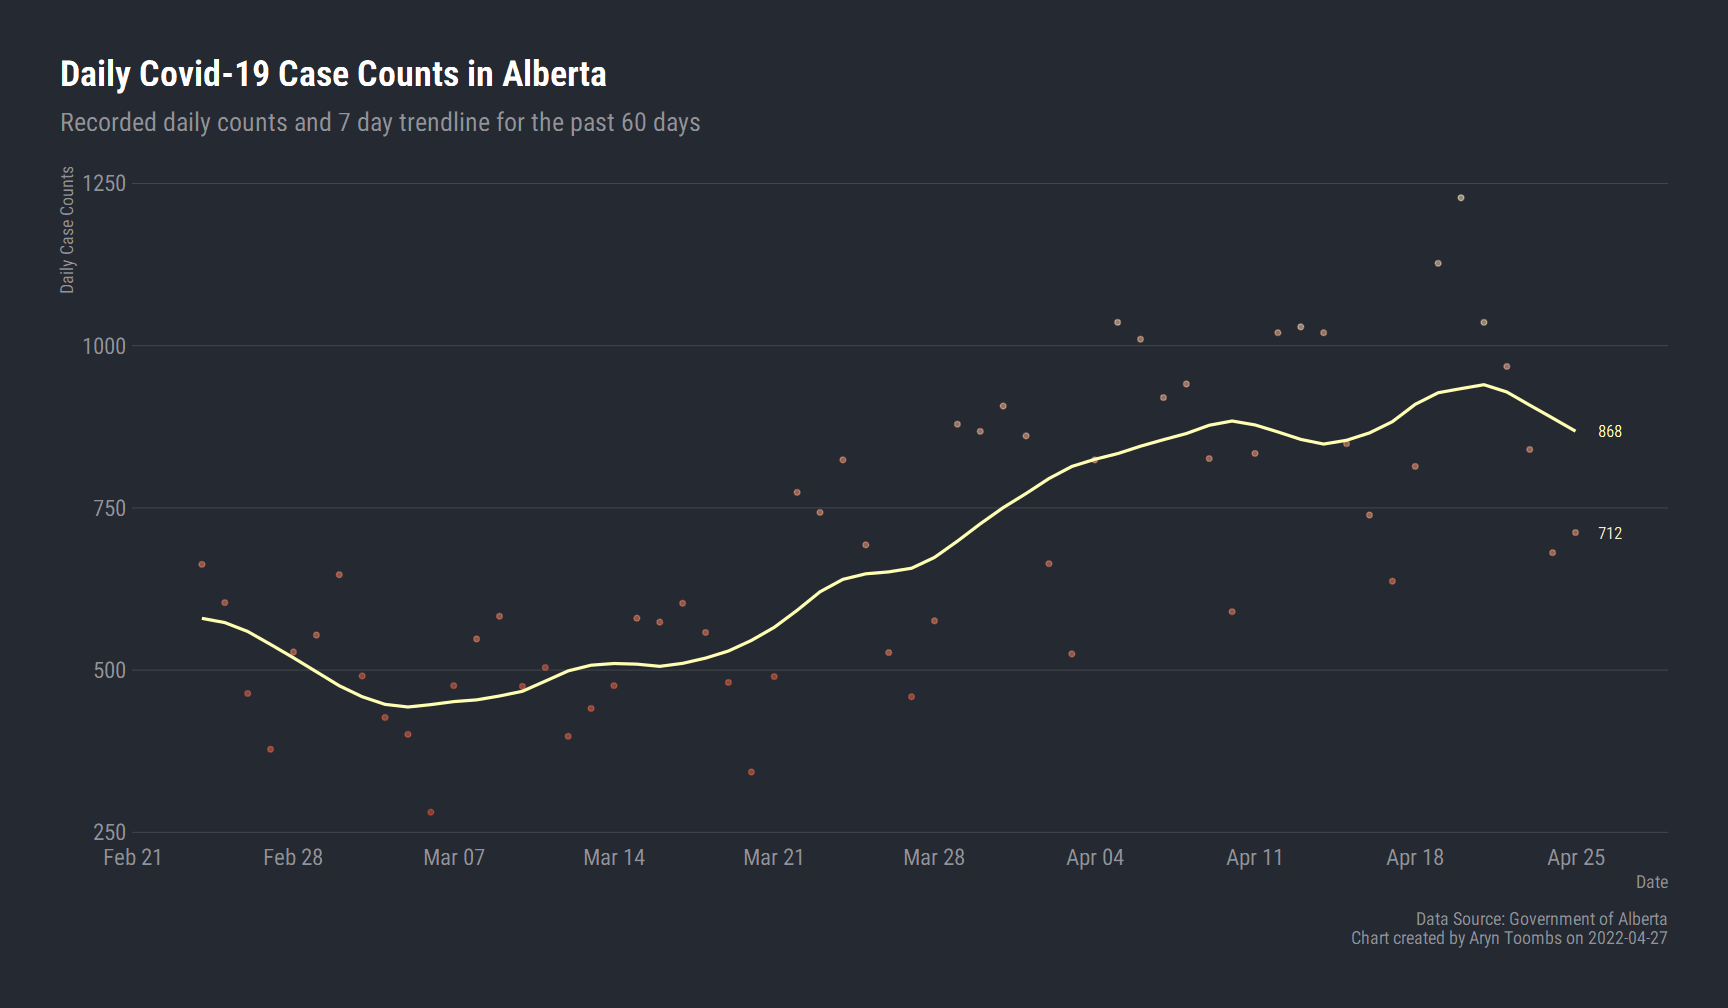 Daily Covid-19 Case Counts in Alberta
Recorded daily counts and 7 day trendline for the past 60 days
Daily Case Counts
1250
1000
868
750
712
500
250
Feb 21 Feb 28 Mar 07 Mar 14 Mar 21 Mar 28 Apr 04 Apr 11 Apr 18 Apr 25
Date
Data Source: Government of Alberta
Chart created by Aryn Toombs on 2022-04-27